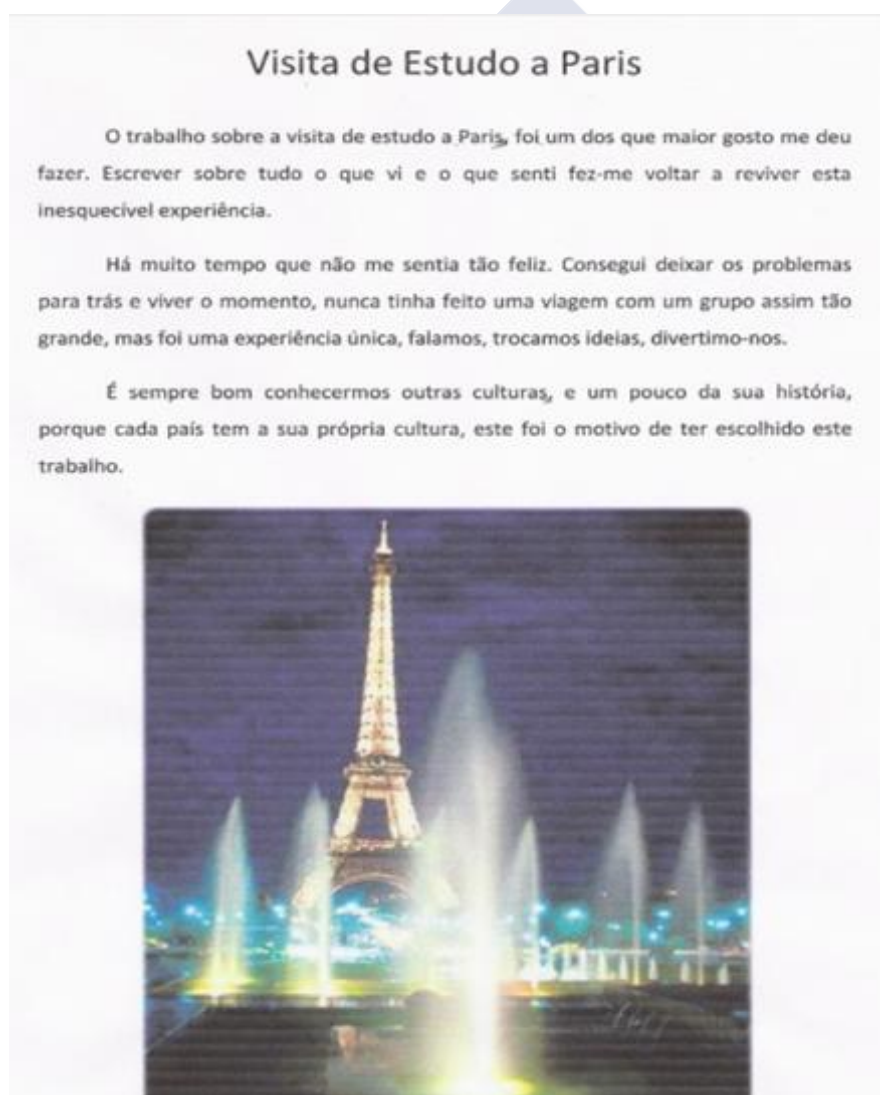 Visita de Estudo a Paris
O trabalho sobre a visita de estudo a Paris, foi um dos que maior gosto me deu
fazer. Escrever sobre tudo o que vi e o que senti fez-me voltar a reviver esta
inesquecível experiência.
Há muito tempo que não me sentia tão feliz. Consegui deixar os problemas
para trás e viver o momento, nunca tinha feito uma viagem com um grupo assim tão
grande, mas foi uma experiência única, falamos, trocamos ideias, divertimo-nos.
É sempre bom conhecermos outras culturas, e um pouco da sua história,
porque cada país tem a sua própria cultura, este foi o motivo de ter escolhido este
trabalho.